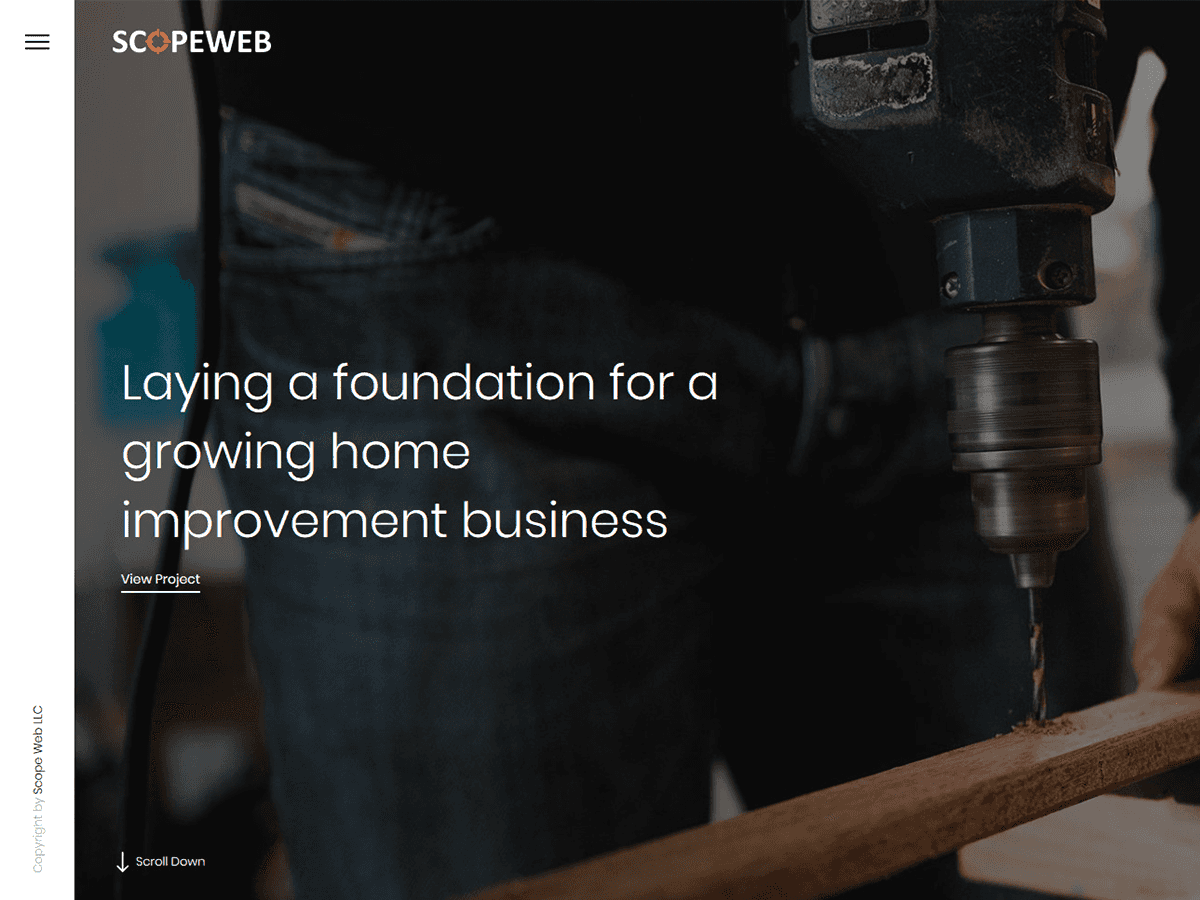 SCOPEWEB
Laying a foundation for a
growing home
improvement business
View Project
Scroll Down
Copyright by Scope Web LLC